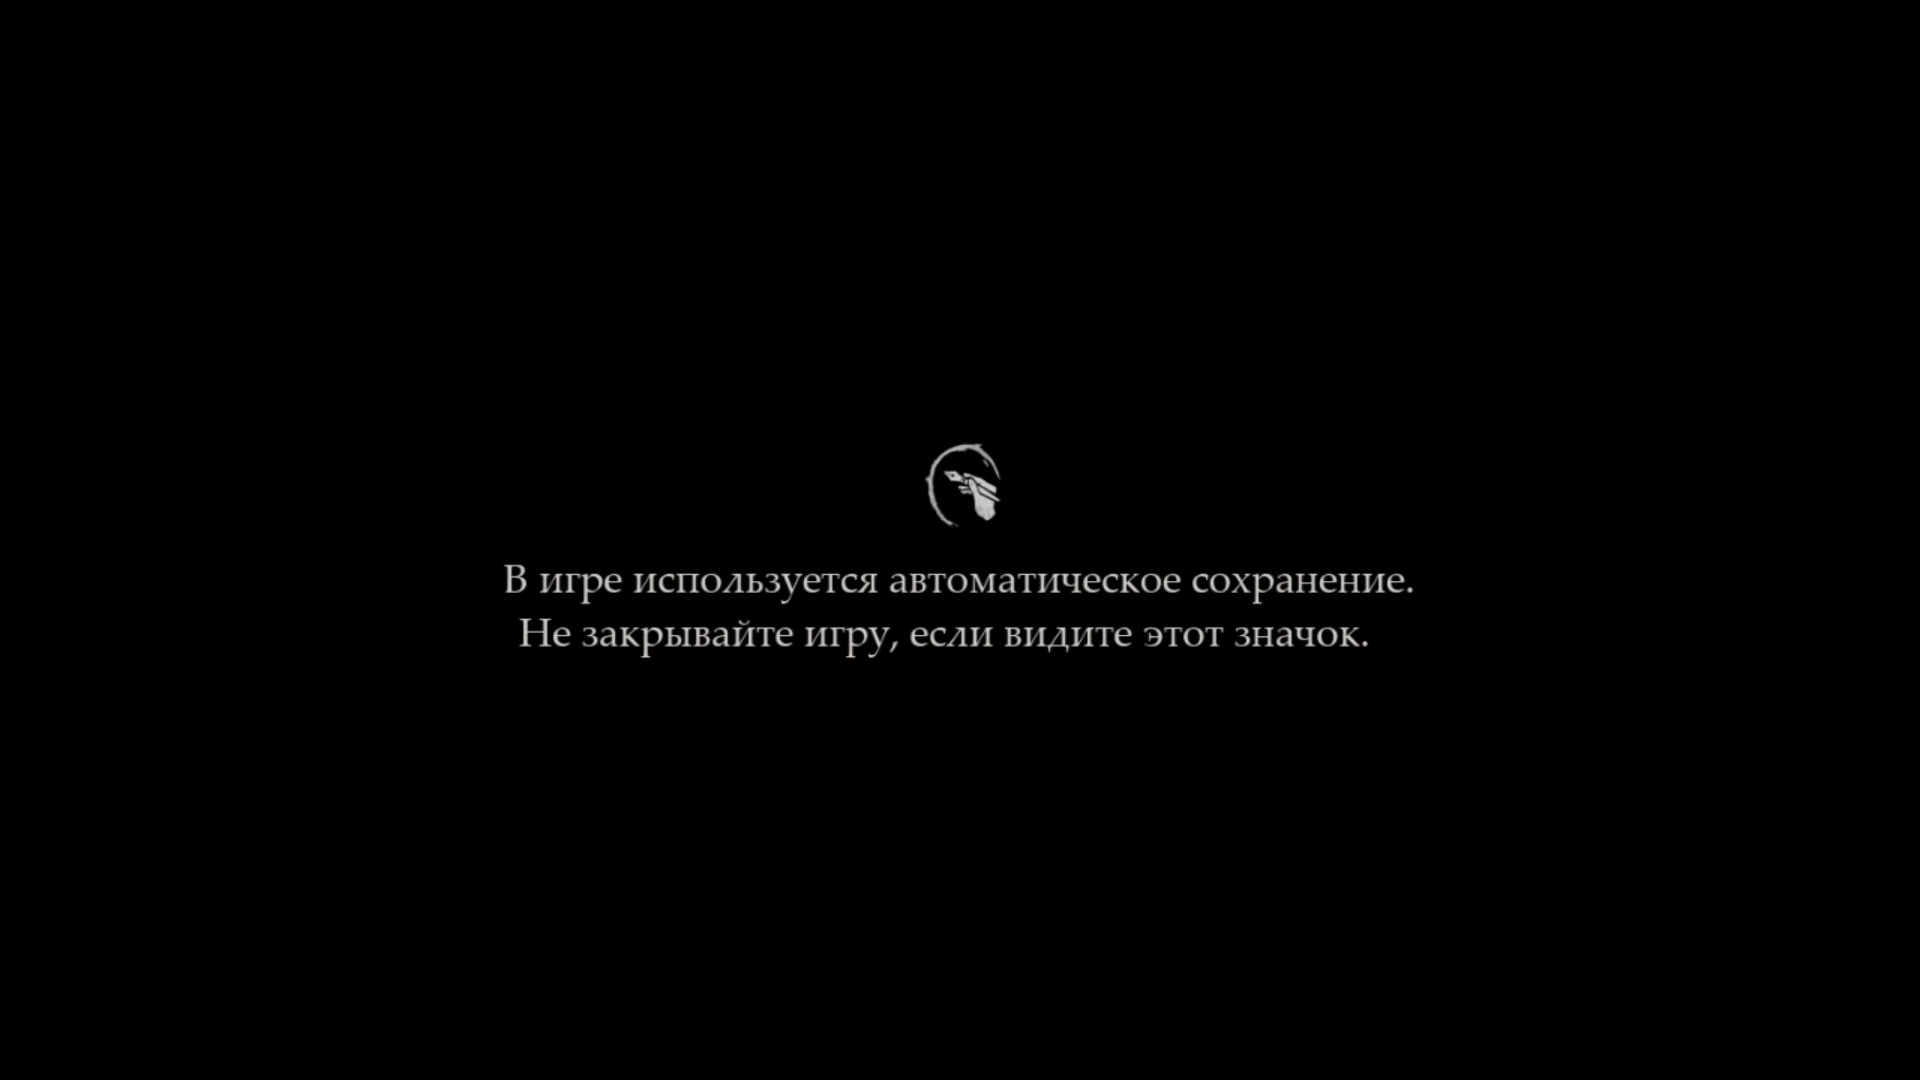 В игре используется автоматическое сохранение.
Не закрывайте игру, если видите этот значок.